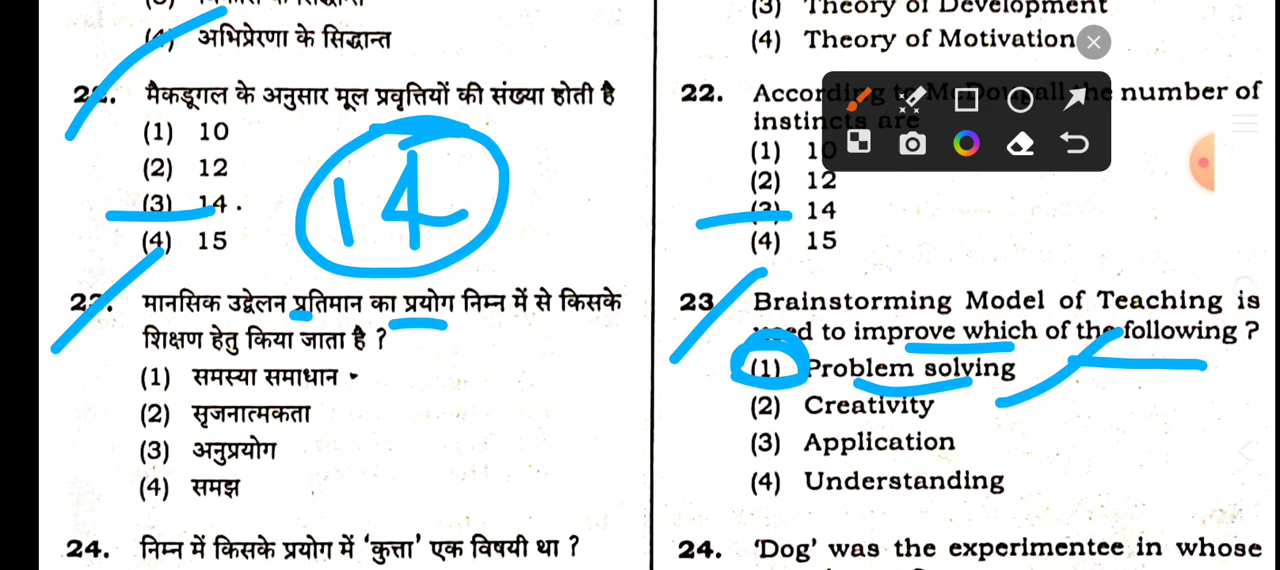 (4) अभिप्रेरणा के सिद्धान्त
22. मैकडूगल के अनुसार मूल प्रवृत्तियों की संख्या होती है
(1) 10
(2) 12
(3) 14
(4) 15
14
23. मानसिक उद्वेलन प्रतिमान का प्रयोग निम्न में से किसके
शिक्षण हेतु किया जाता है ?
(1) समस्या समाधान
(2) सृजनात्मकता
(3) अनुप्रयोग
(4) समझ
24. निम्न में किसके प्रयोग में ‘कुत्ता’ एक विषयी था ?
(3) Theory of Development
(4) Theory of Motivation
22. According to McDougall the number of
instincts are
(1) 10
(2) 12
(3) 14
(4) 15
23 Brainstorming Model of Teaching is
used to improve which of the following ?
(1) Problem solving
(2) Creativity
(3) Application
(4) Understanding
24. ‘Dog’ was the experimentee in whose